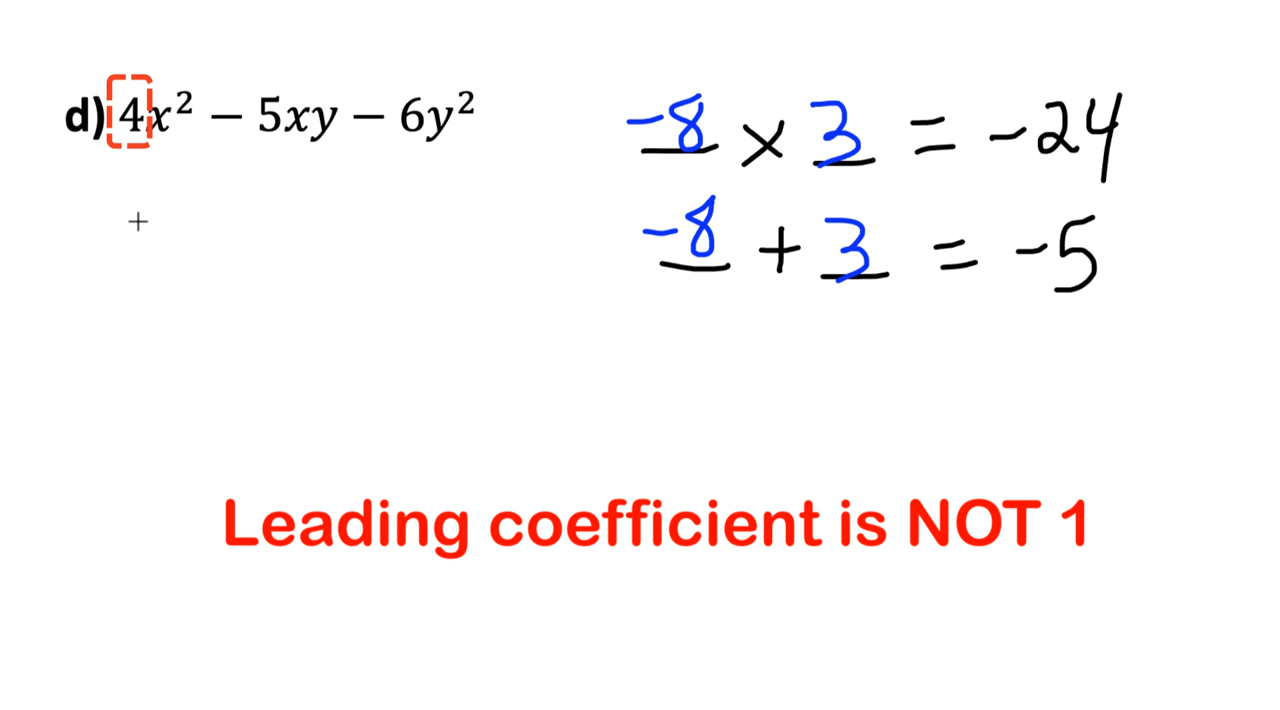 d) 4x² − 5xy − 6y²
-8 × 3 = -24
-8 + 3 = -5
Leading coefficient is NOT 1